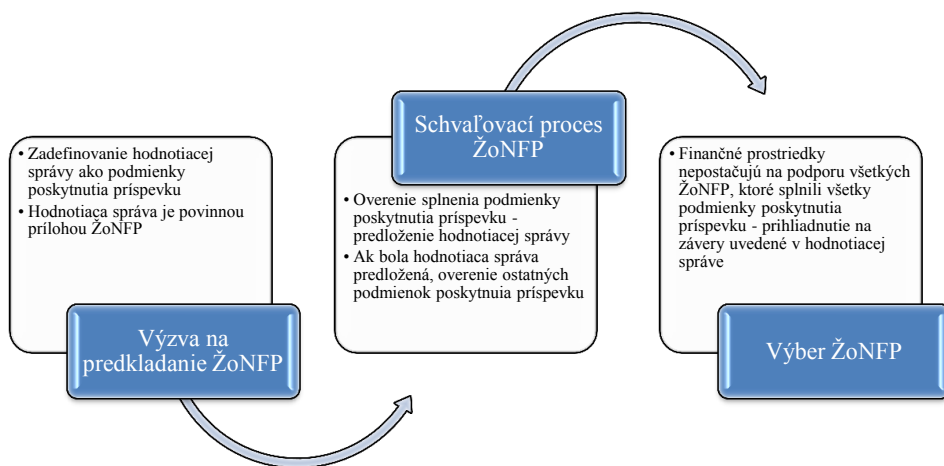 • Zadefinovanie hodnotiacej
správy ako podmienky
poskytnutia príspevku
• Hodnotiaca správa je povinnou
prílohou ŽoNFP
Výzva na
predkladanie ŽoNFP
Schvaľovací proces
ŽoNFP
• Overenie splnenia podmienky
poskytnutia príspevku -
predloženie hodnotiacej správy
• Ak bola hodnotiaca správa
predložená, overenie ostatných
podmienok poskytnuia príspevku
• Finančné prostriedky
nepostačujú na podporu všetkých
ŽoNFP, ktoré splnili všetky
podmienky poskytnutia
príspevku - prihliadnutie na
závery uvedené v hodnotiacej
správe
Výber ŽoNFP